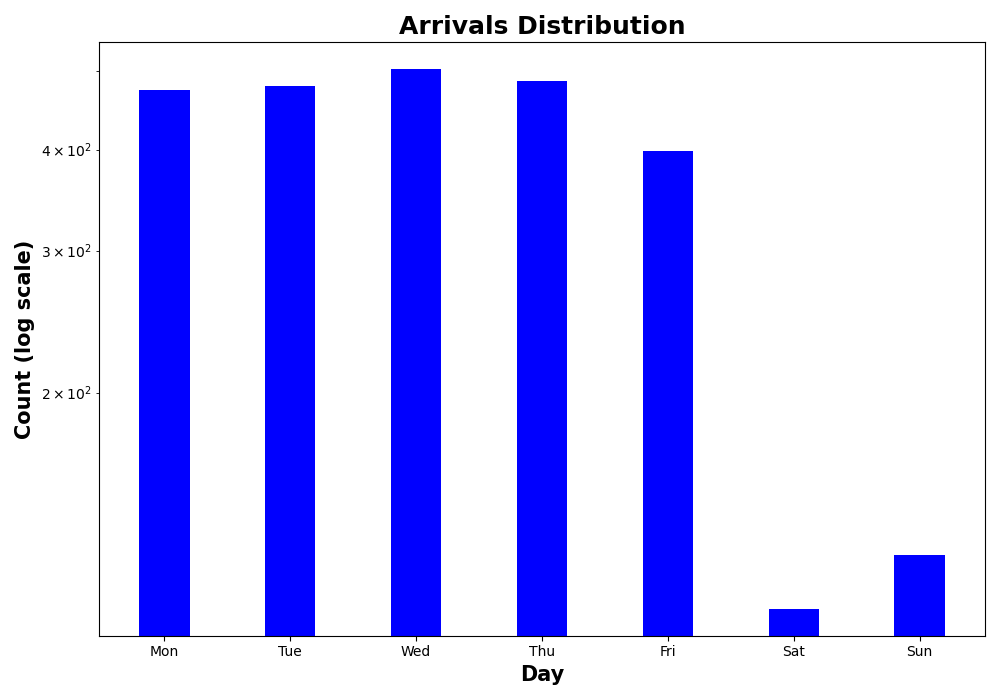 Arrivals Distribution
Count (log scale)
4 × 10²
3 × 10²
2 × 10²
Mon Tue Wed Thu Fri Sat Sun
Day